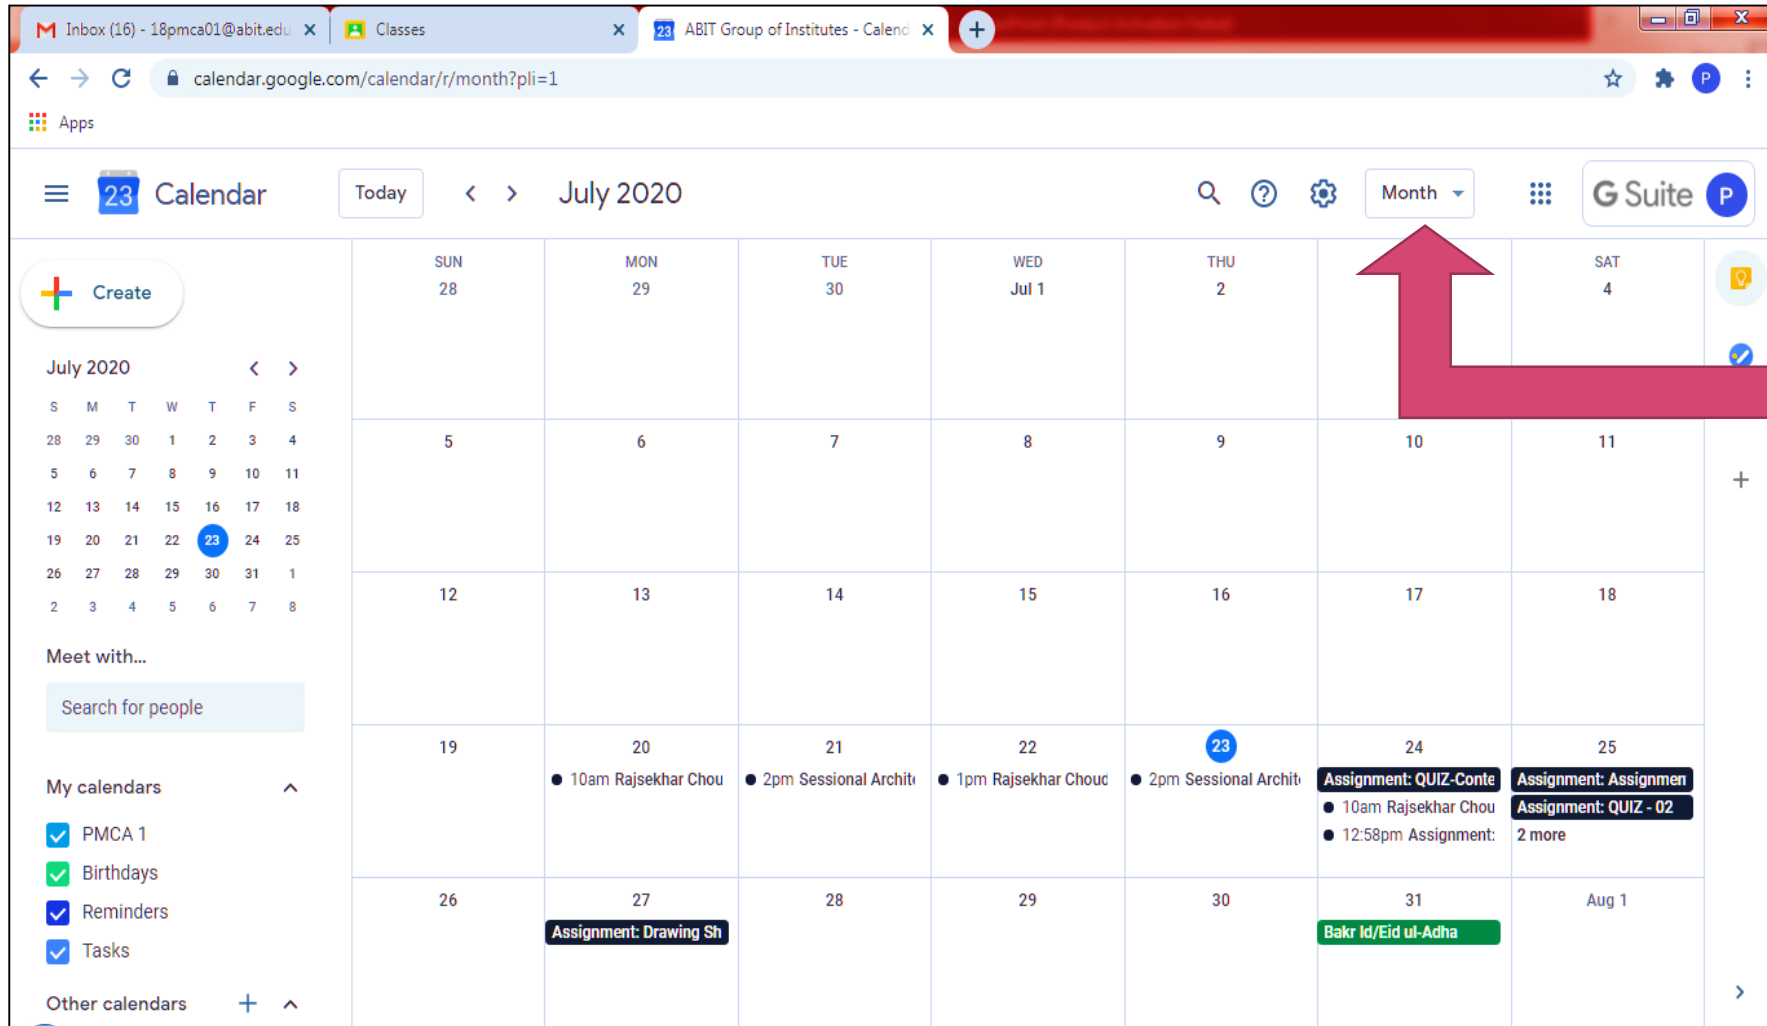 Inbox (16) - 18pmca01@abit.edu
Classes
23 ABIT Group of Institutes - Calend
calendar.google.com/calendar/r/month?pli=1
P
Apps
23 Calendar
Today
July 2020
Month
G Suite P
Create
July 2020
S M T W T F S
28 29 30 1 2 3 4
5 6 7 8 9 10 11
12 13 14 15 16 17 18
19 20 21 22 23 24 25
26 27 28 29 30 31 1
2 3 4 5 6 7 8
Meet with...
Search for people
My calendars
PMCA 1
Birthdays
Reminders
Tasks
Other calendars
SUN MON TUE WED THU SAT
28 29 30 Jul 1 2 4
5 6 7 8 9 10 11
12 13 14 15 16 17 18
19 20 21 22 23 24 25
10am Rajsekhar Chou
2pm Sessional Archit
1pm Rajsekhar Chouc
2pm Sessional Archit
Assignment: QUIZ-Conte
Assignment: Assignmen
10am Rajsekhar Chou
Assignment: QUIZ - 02
12:58pm Assignment:
2 more
26 27 28 29 30 31 Aug 1
Assignment: Drawing Sh
Bakr Id/Eid ul-Adha